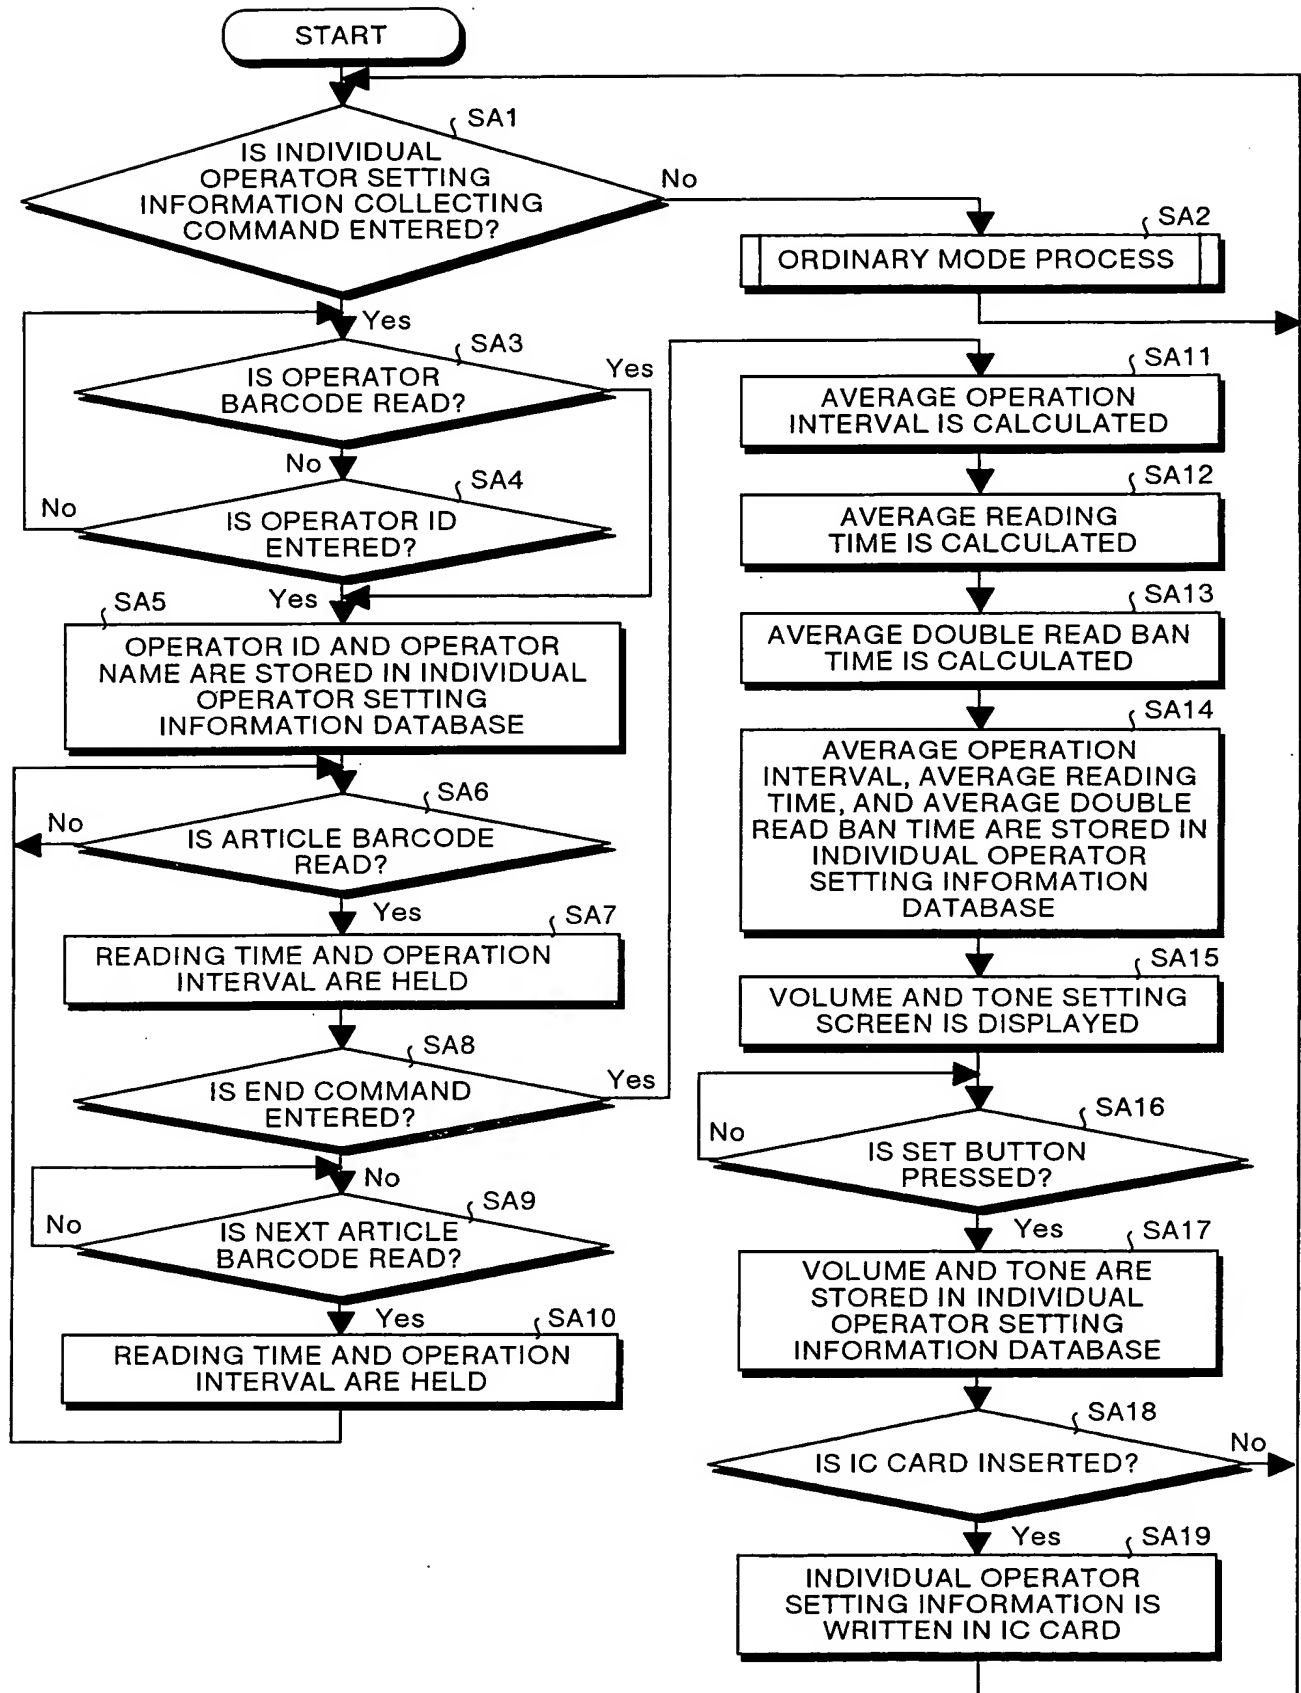 START
SA1
IS INDIVIDUAL
OPERATOR SETTING
INFORMATION COLLECTING
COMMAND ENTERED?
No
SA2
ORDINARY MODE PROCESS
Yes
SA3
IS OPERATOR
BARCODE READ?
Yes
No
SA4
IS OPERATOR ID
ENTERED?
No
Yes
SA5
OPERATOR ID AND OPERATOR
NAME ARE STORED IN INDIVIDUAL
OPERATOR SETTING
INFORMATION DATABASE
SA6
IS ARTICLE BARCODE
READ?
No
Yes
SA7
READING TIME AND OPERATION
INTERVAL ARE HELD
SA8
IS END COMMAND
ENTERED?
Yes
No
SA9
IS NEXT ARTICLE
BARCODE READ?
No
Yes
SA10
READING TIME AND OPERATION
INTERVAL ARE HELD
SA11
AVERAGE OPERATION
INTERVAL IS CALCULATED
SA12
AVERAGE READING
TIME IS CALCULATED
SA13
AVERAGE DOUBLE READ BAN
TIME IS CALCULATED
SA14
AVERAGE OPERATION
INTERVAL, AVERAGE READING
TIME, AND AVERAGE DOUBLE
READ BAN TIME ARE STORED IN
INDIVIDUAL OPERATOR
SETTING INFORMATION
DATABASE
SA15
VOLUME AND TONE SETTING
SCREEN IS DISPLAYED
SA16
IS SET BUTTON
PRESSED?
No
Yes
SA17
VOLUME AND TONE ARE
STORED IN INDIVIDUAL
OPERATOR SETTING
INFORMATION DATABASE
SA18
IS IC CARD INSERTED?
No
Yes
SA19
INDIVIDUAL OPERATOR
SETTING INFORMATION IS
WRITTEN IN IC CARD